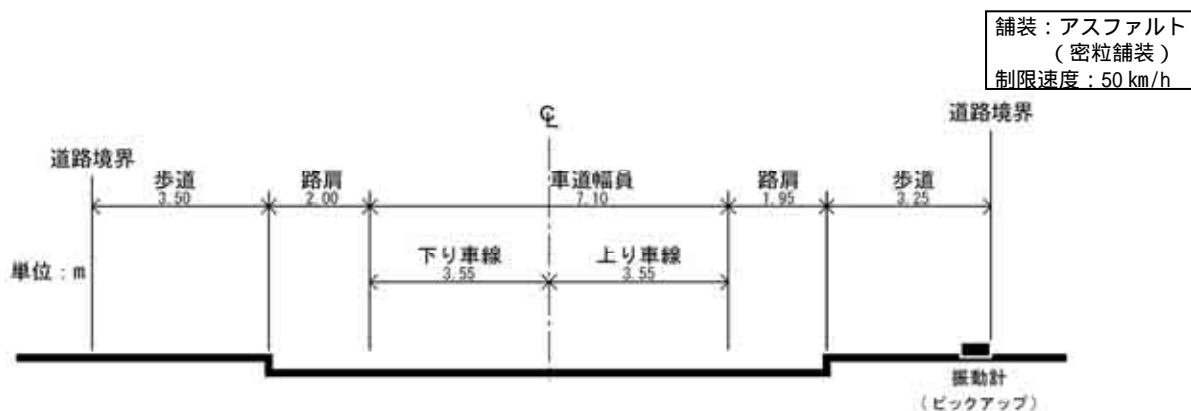 舗装：アスファルト
（密粒舗装）
制限速度：50 km/h
道路境界
℄
道路境界
歩道
路肩
車道幅員
路肩
歩道
3.50
2.00
7.10
1.95
3.25
下り車線
上り車線
単位：m
3.55
3.55
振動計
（ピックアップ）